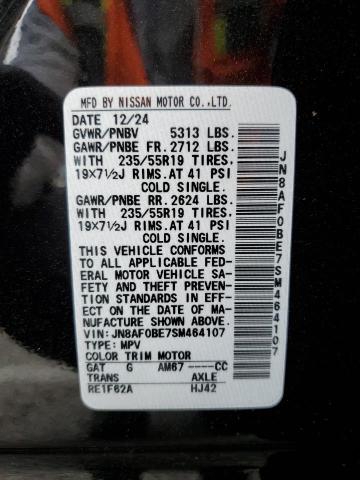 MFD BY NISSAN MOTOR CO.,LTD.
DATE 12/24
GVWR/PNBV 5313 LBS.
GAWR/PNBE FR. 2712 LBS.
WITH 235/55R19 TIRES.
19X7½J RIMS. AT 41 PSI
COLD SINGLE.
GAWR/PNBE RR. 2624 LBS.
WITH 235/55R19 TIRES.
19X7½J RIMS. AT 41 PSI
COLD SINGLE.
THIS VEHICLE CONFORMS
TO ALL APPLICABLE FED-
ERAL MOTOR VEHICLE SA-
FETY AND THEFT PREVENTION
STANDARDS IN EFFECT
ON THE DATE OF MA-
NUFACTURE SHOWN ABOVE.
VIN: JN8AF0BE7SM464107
TYPE: MPV
COLOR TRIM MOTOR
GAT G AM67 ----CC
TRANS AXLE
RE1F62A HJ42
JN8AF0BE7SM464107